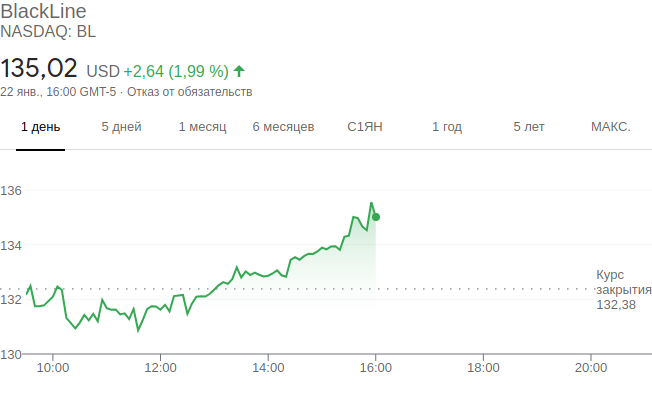 BlackLine
NASDAQ: BL
135,02 USD +2,64 (1,99 %)
22 янв., 16:00 GMT-5 · Отказ от обязательств
1 день 5 дней 1 месяц 6 месяцев С1ЯН 1 год 5 лет МАКС.
136
134
Курс
закрытия
132
132,38
130
10:00 12:00 14:00 16:00 18:00 20:00